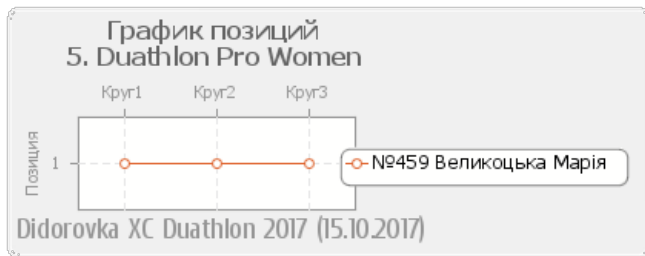 График позиций
5. Duathlon Pro Women
Круг1 Круг2 Круг3
Позиция
1
№459 Великоцька Марія
Didorovka XC Duathlon 2017 (15.10.2017)